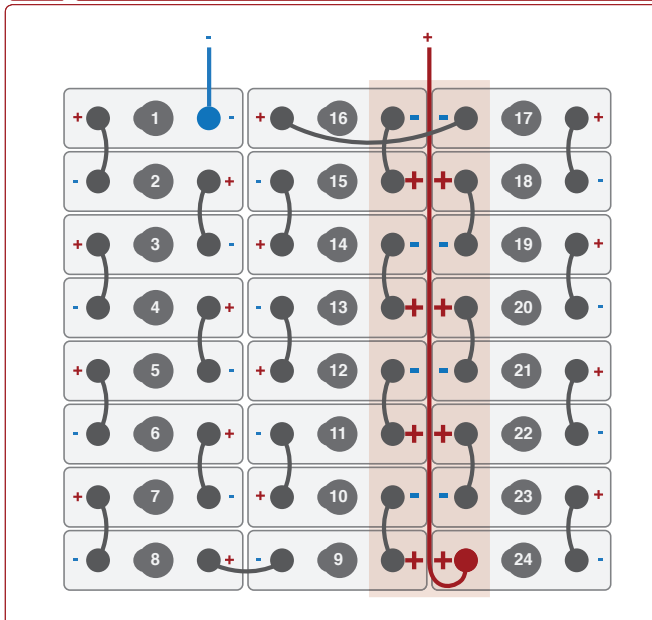 - +
+ 1 - + 16 - - 17 +
- 2 + - 15 + + 18 -
+ 3 - + 14 - - 19 +
- 4 + - 13 + + 20 -
+ 5 - + 12 - - 21 +
- 6 + - 11 + + 22 -
+ 7 - + 10 - - 23 +
- 8 + - 9 + + 24 -